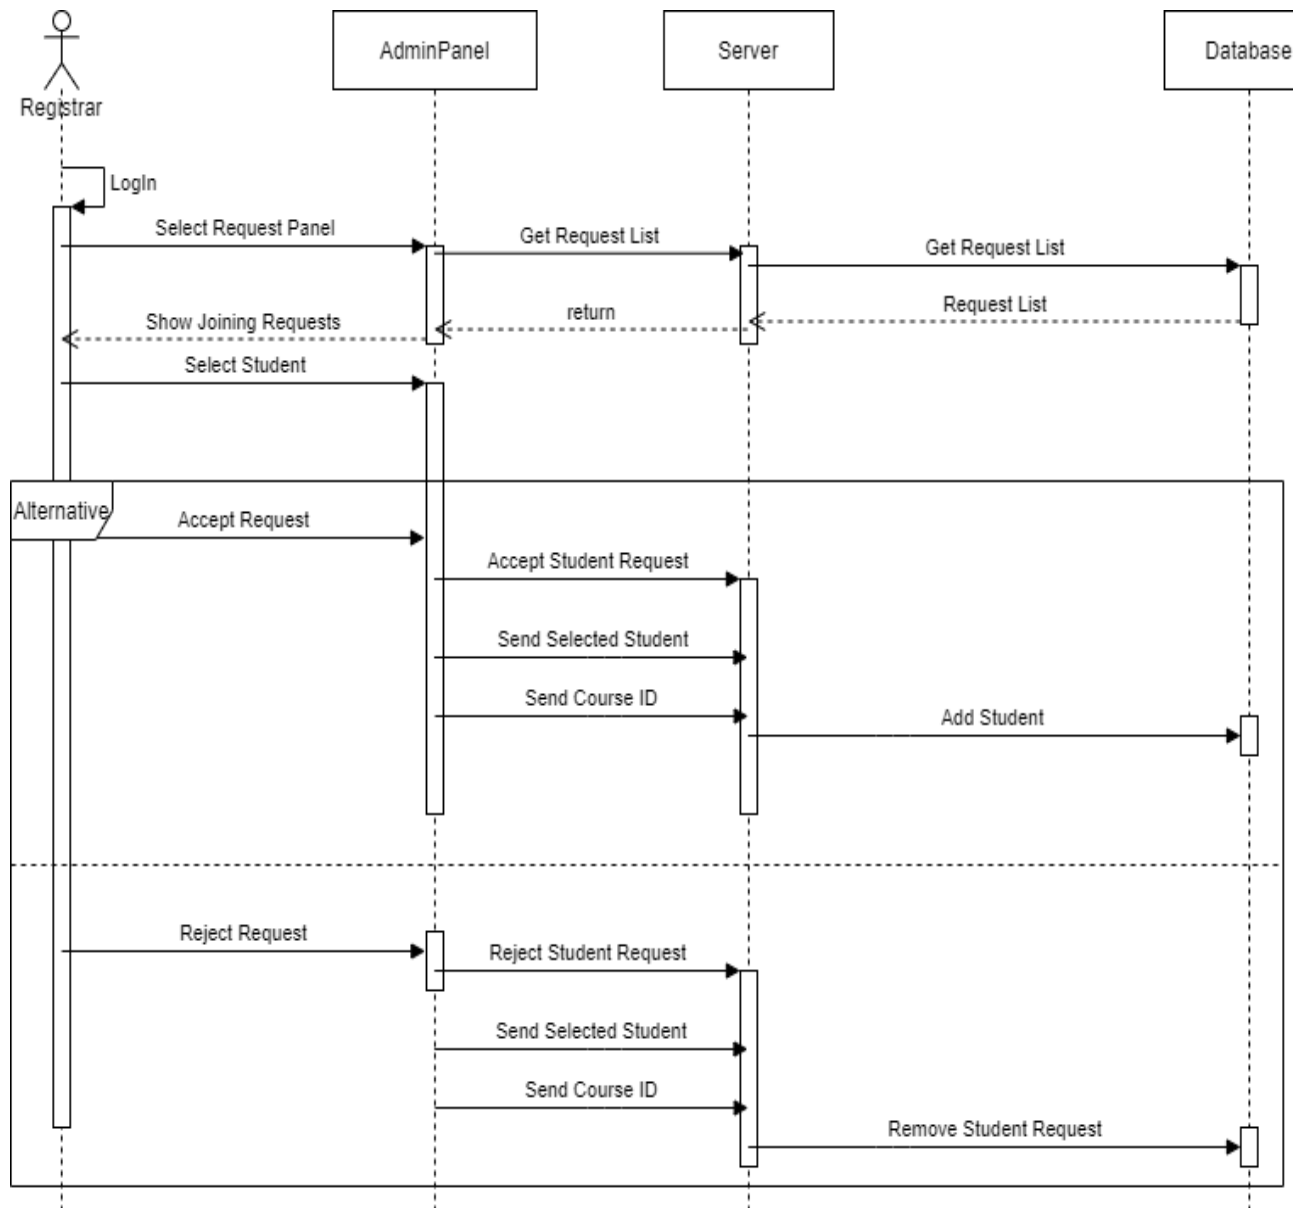 AdminPanel
Server
Database
Registrar
LogIn
Select Request Panel
Get Request List
Get Request List
Request List
return
Show Joining Requests
Select Student
Alternative
Accept Request
Accept Student Request
Send Selected Student
Send Course ID
Add Student
Reject Request
Reject Student Request
Send Selected Student
Send Course ID
Remove Student Request